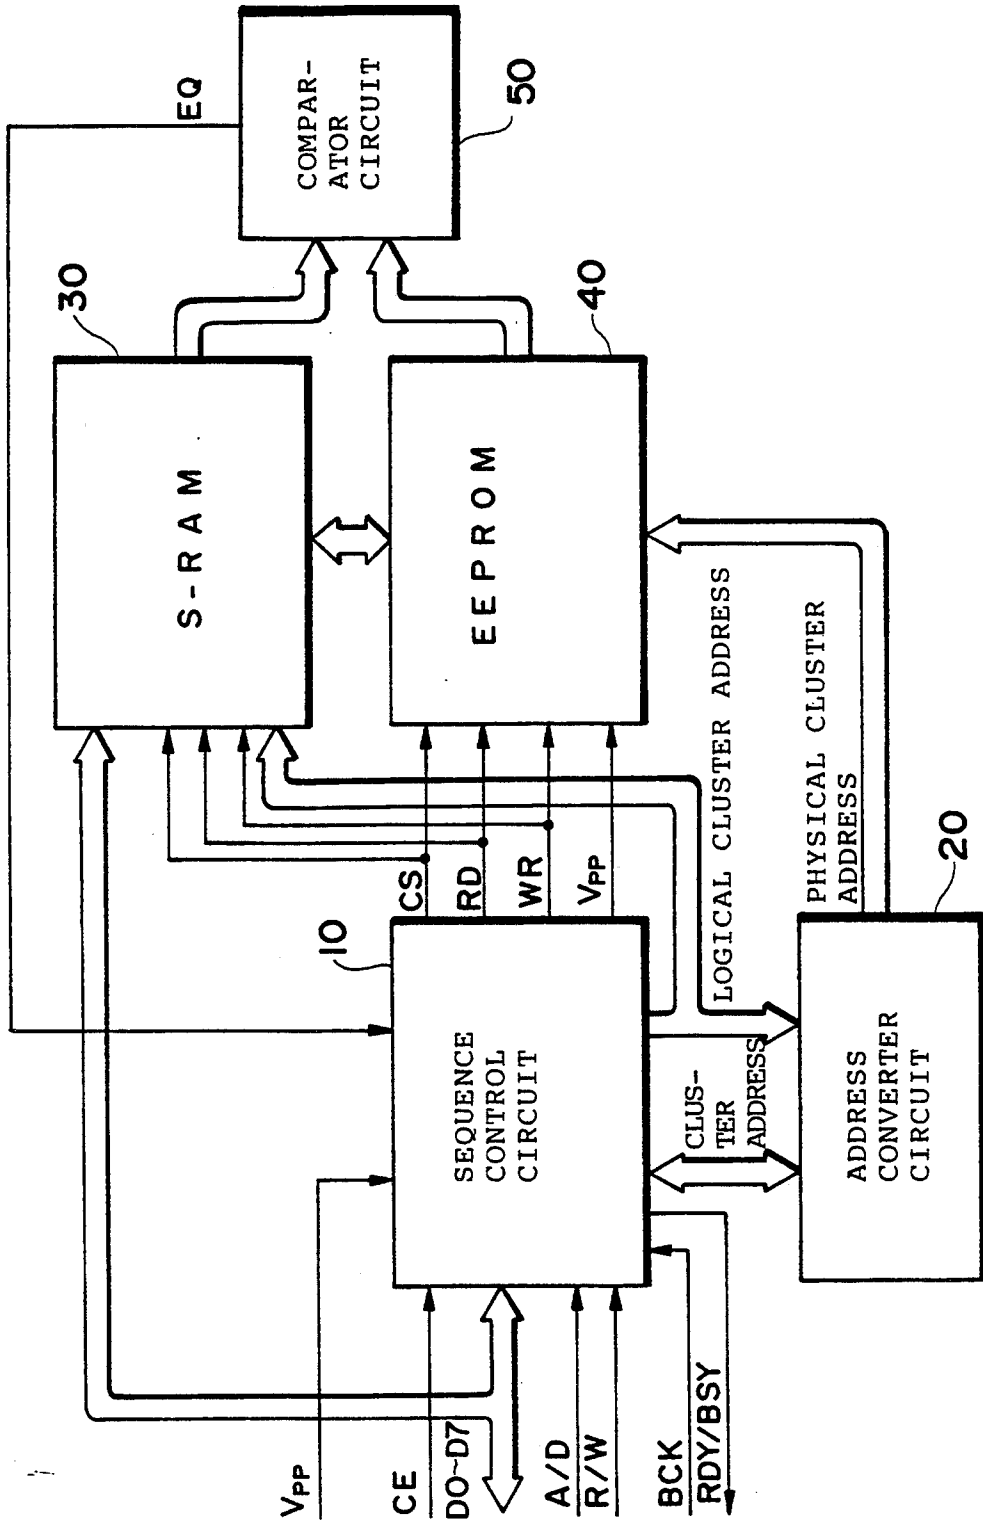 EQ
COMPAR-
ATOR
CIRCUIT
50
30
S-RAM
40
EEPROM
10
CS
RD
WR
VPP
SEQUENCE
CONTROL
CIRCUIT
LOGICAL CLUSTER ADDRESS
PHYSICAL CLUSTER
ADDRESS
20
CLUS-
TER
ADDRESS
ADDRESS
CONVERTER
CIRCUIT
VPP
CE
D0~D7
A/D
R/W
BCK
RDY/BSY